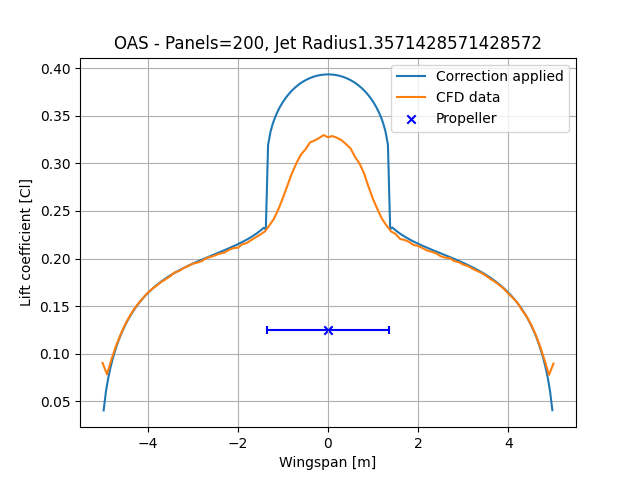 OAS - Panels=200, Jet Radius1.3571428571428572
Correction applied
CFD data
Propeller
0.40
0.35
0.30
0.25
0.20
0.15
0.10
0.05
Lift coefficient [Cl]
−4
−2
0
2
4
Wingspan [m]